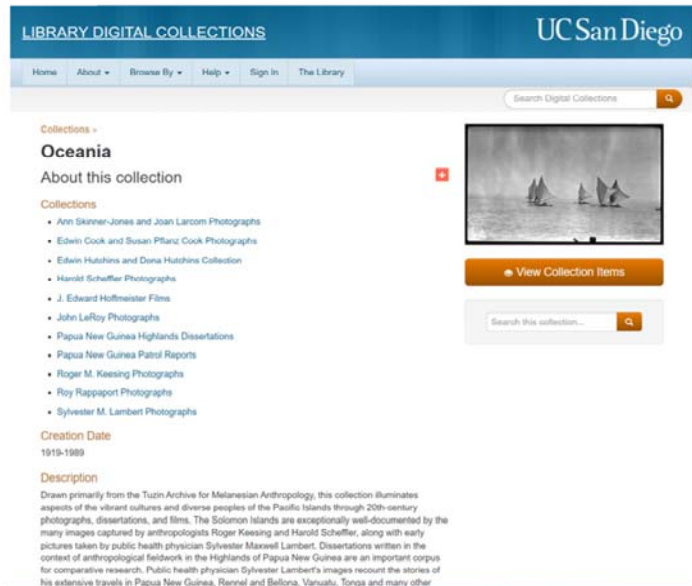 LIBRARY DIGITAL COLLECTIONS
UC San Diego
Home About Browse By Help Sign In The Library
Search Digital Collections
Collections »
Oceania
About this collection
Collections
Ann Skinner-Jones and Joan Larcom Photographs
Edwin Cook and Susan Pflanz Cook Photographs
Edwin Hutchins and Dona Hutchins Collection
Harold Scheffler Photographs
J. Edward Hoffmeister Films
John LeRoy Photographs
Papua New Guinea Highlands Dissertations
Papua New Guinea Patrol Reports
Roger M. Keesing Photographs
Roy Rappaport Photographs
Sylvester M. Lambert Photographs
Creation Date
1919-1989
Description
Drawn primarily from the Tuzin Archive for Melanesian Anthropology, this collection illuminates
aspects of the vibrant cultures and diverse peoples of the Pacific Islands through 20th-century
photographs, dissertations, and films. The Solomon Islands are exceptionally well-documented by the
many images captured by anthropologists Roger Keesing and Harold Scheffler, along with early
pictures taken by public health physician Sylvester Maxwell Lambert. Dissertations written in the
context of anthropological fieldwork in the Highlands of Papua New Guinea are an important corpus
for comparative research. Public health physician Sylvester Lambert's images recount the stories of
his extensive travels in Papua New Guinea, Rennel and Bellona, Vanuatu, Tonga and many other
View Collection Items
Search this collection...